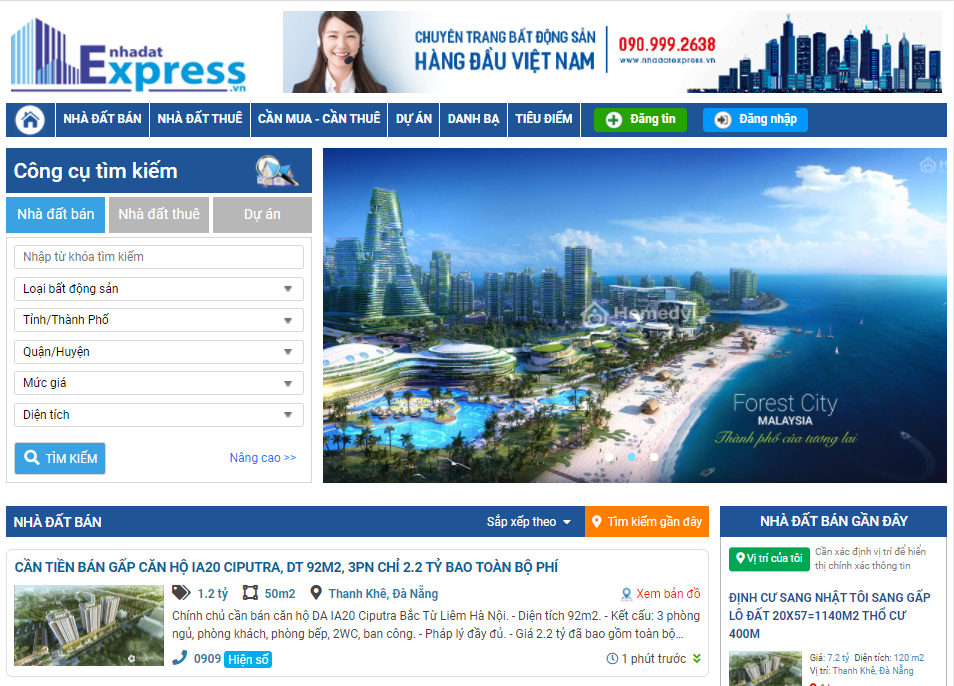 nhadat
Express
.vn
CHUYÊN TRANG BẤT ĐỘNG SẢN
HÀNG ĐẦU VIỆT NAM
090.999.2638
www.nhadatexpress.vn
NHÀ ĐẤT BÁN NHÀ ĐẤT THUÊ CẦN MUA - CẦN THUÊ DỰ ÁN DANH BẠ TIÊU ĐIỂM Đăng tin Đăng nhập
Công cụ tìm kiếm
Nhà đất bán Nhà đất thuê Dự án
Nhập từ khóa tìm kiếm
Loại bất động sản
Tỉnh/Thành Phố
Quận/Huyện
Mức giá
Diện tích
TÌM KIẾM Nâng cao >>
Homedy
Forest City
MALAYSIA
Thành phố của tương lai
NHÀ ĐẤT BÁN Sắp xếp theo Tìm kiếm gần đây
CẦN TIỀN BÁN GẤP CĂN HỘ IA20 CIPUTRA, DT 92M2, 3PN CHỈ 2.2 TỶ BAO TOÀN BỘ PHÍ
1.2 tỷ 50m2 Thanh Khê, Đà Nẵng Xem bản đồ
Chính chủ cần bán căn hộ DA IA20 Ciputra Bắc Từ Liêm Hà Nội. - Diện tích 92m2. - Kết cấu: 3 phòng
ngủ, phòng khách, phòng bếp, 2WC, ban công. - Pháp lý đầy đủ. - Giá 2.2 tỷ đã bao gồm toàn bộ...
0909 Hiện số 1 phút trước
NHÀ ĐẤT BÁN GẦN ĐÂY
Vị trí của tôi
Cần xác định vị trí để hiển
thị chính xác thông tin
ĐỊNH CƯ SANG NHẬT TÔI SANG GẤP
LÔ ĐẤT 20X57=1140M2 THỔ CƯ
400M
Giá: 7.2 tỷ Diện tích: 120 m2
Vị trí: Thanh Khê, Đà Nẵng